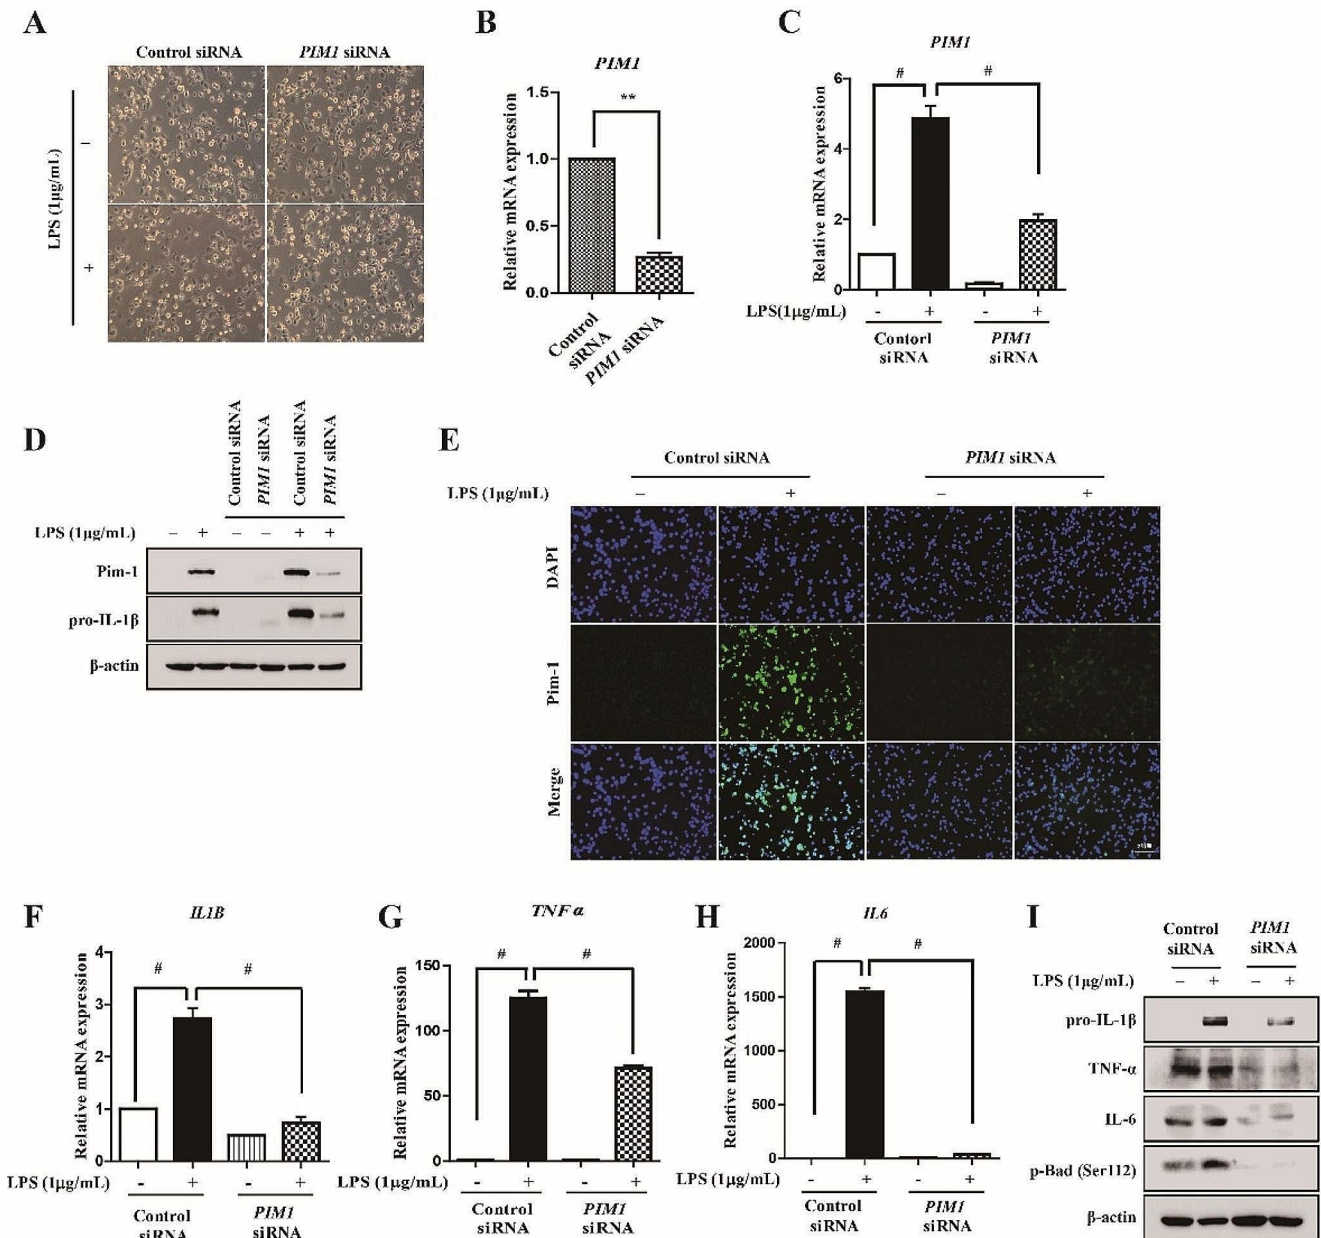 A
Control siRNA
PIM1 siRNA
LPS (1μg/mL)
−
+
B
PIM1
**
Relative mRNA expression
1.5
1.0
0.5
0.0
Control
siRNA
PIM1 siRNA
C
PIM1
# #
Relative mRNA expression
6
4
2
0
LPS(1μg/mL) - + - +
Contorl
siRNA
PIM1
siRNA
D
Control siRNA
PIM1 siRNA
Control siRNA
PIM1 siRNA
LPS (1μg/mL) − + − − + +
Pim-1
pro-IL-1β
β-actin
E
Control siRNA
PIM1 siRNA
LPS (1μg/mL) − + − +
DAPI
Pim-1
Merge
F
IL1B
# #
Relative mRNA expression
4
3
2
1
0
LPS (1μg/mL) - + - +
Control
siRNA
PIM1
siRNA
G
TNFα
# #
Relative mRNA expression
150
100
50
0
LPS (1μg/mL) - + - +
Control
siRNA
PIM1
siRNA
H
IL6
# #
Relative mRNA expression
2000
1500
1000
500
0
LPS (1μg/mL) - + - +
Control
siRNA
PIM1
siRNA
I
Control
siRNA
PIM1
siRNA
LPS (1μg/mL) − + − +
pro-IL-1β
TNF-α
IL-6
p-Bad (Ser112)
β-actin